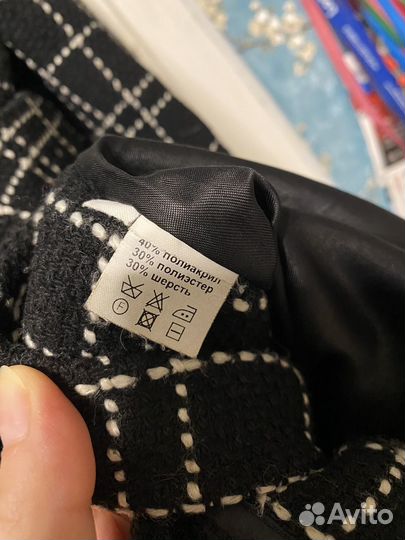 40% полиакрил
30% полиэстер
30% шерсть
F
Avito